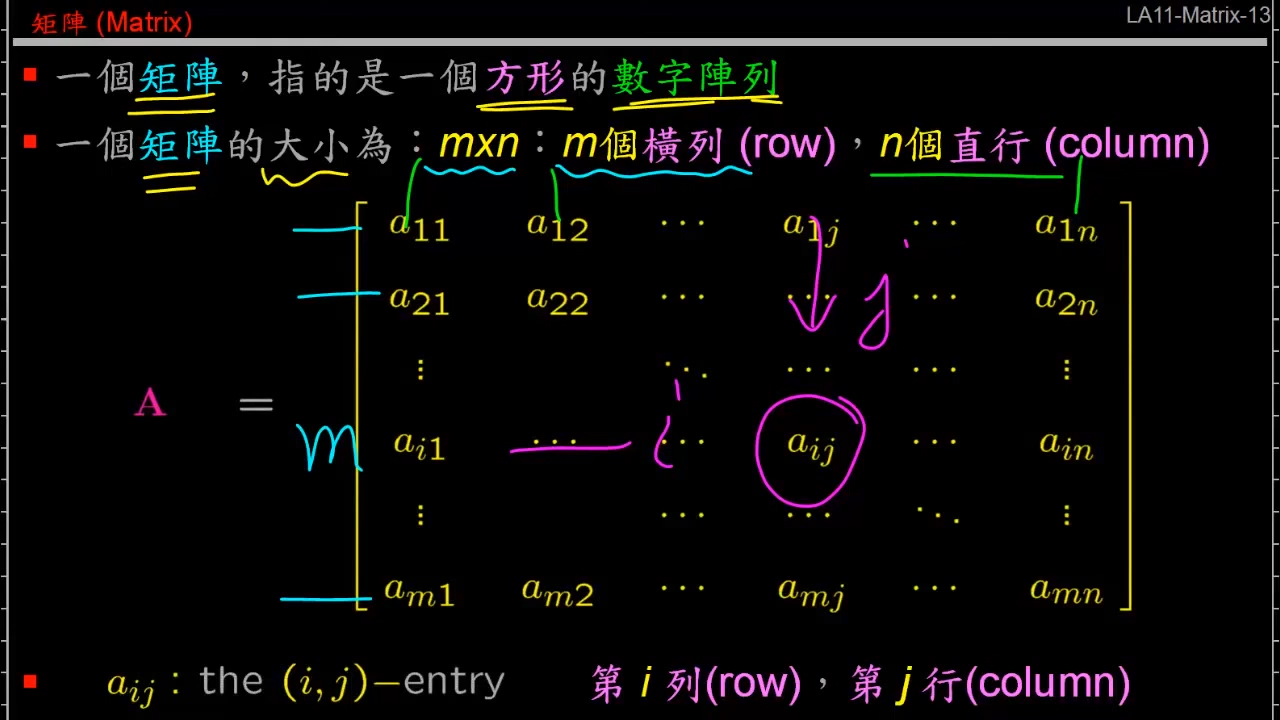 矩陣 (Matrix)
LA11-Matrix-13
一個矩陣，指的是一個方形的數字陣列
一個矩陣的大小為：mxn：m個橫列 (row)，n個直行 (column)
a11 a12 ⋯ a1j ⋯ a1n
a21 a22 ⋯ ⋯ ⋯ a2n
⋮ ⋱ ⋯ ⋯ ⋮
A = m ai1 ⋯ ⋯ aij ⋯ ain
⋮ ⋯ ⋯ ⋱ ⋮
am1 am2 ⋯ amj ⋯ amn
j
i
aij : the (i, j)−entry 第 i 列(row)，第 j 行(column)